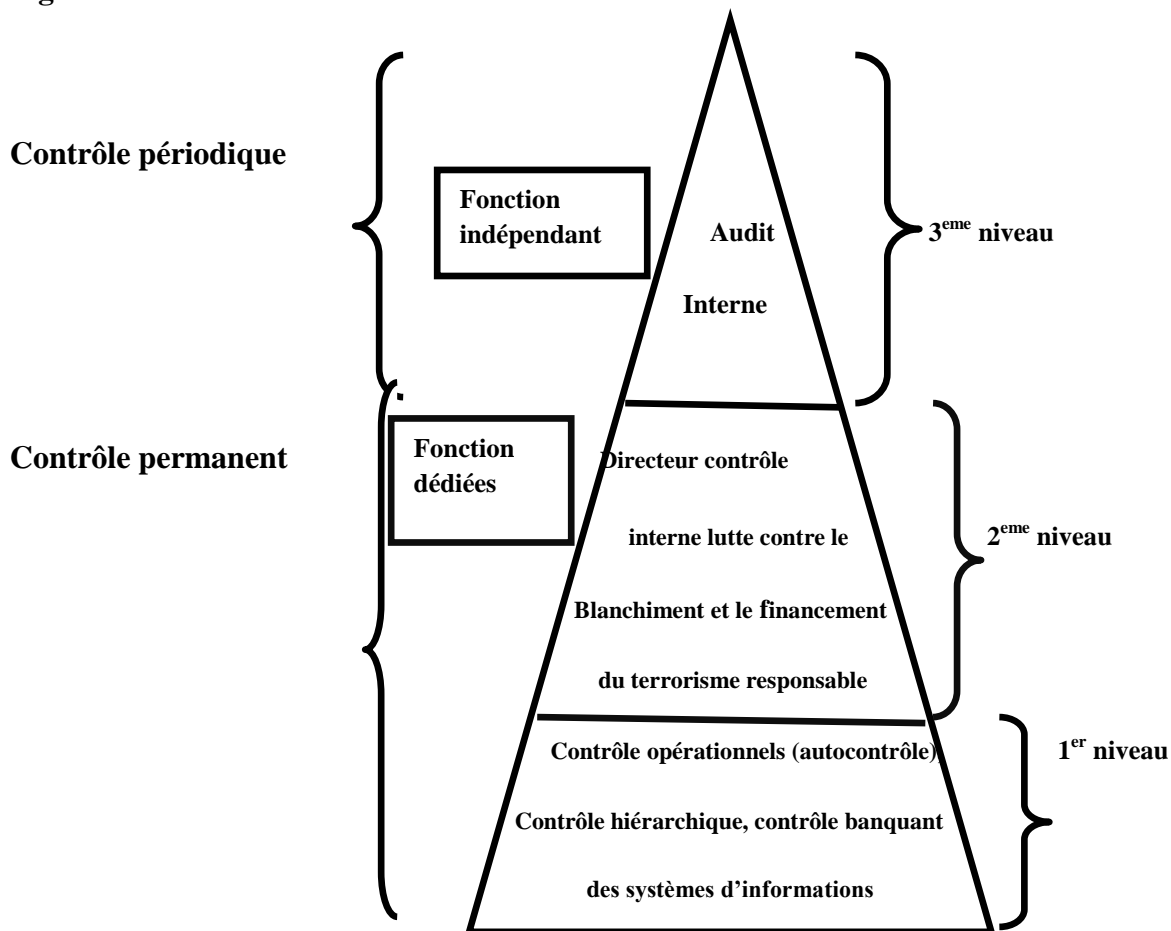 Contrôle périodique
Fonction
indépendant
Audit
Interne
3eme niveau
Contrôle permanent
Fonction
dédiées
Directeur contrôle
interne lutte contre le
Blanchiment et le financement
du terrorisme responsable
2eme niveau
Contrôle opérationnels (autocontrôle),
Contrôle hiérarchique, contrôle banquant
des systèmes d’informations
1er niveau